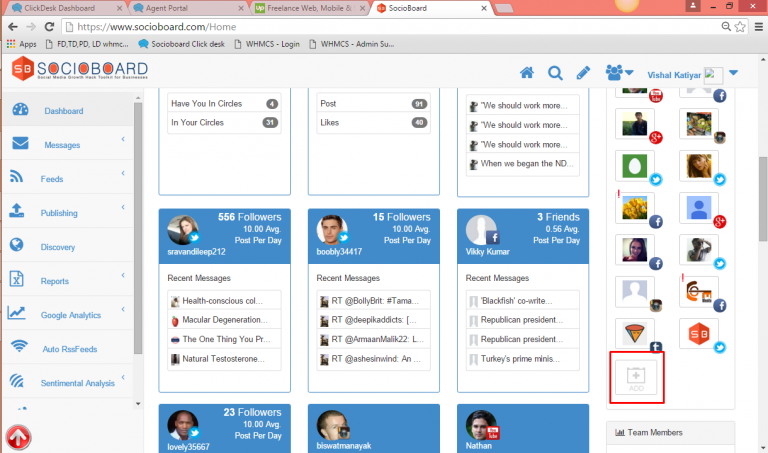 ClickDesk Dashboard
Agent Portal
Freelance Web, Mobile &
SocioBoard
https://www.socioboard.com/Home
Apps
FD,TD,PD, LD whmc...
Socioboard Click desk
WHMCS - Login
WHMCS - Admin Su...
SB SOCIOBOARD
Social Media Growth Hack Toolkit for Businesses
Vishal Katiyar
Dashboard
Messages
Feeds
Publishing
Discovery
Reports
Google Analytics
Auto RssFeeds
Sentimental Analysis
Have You In Circles 4
In Your Circles 31
Post 91
Likes 40
"We should work more...
"We should work more...
"We should work more...
When we began the ND...
556 Followers
10.00 Avg.
Post Per Day
sravandileep212
Recent Messages
Health-conscious col...
Macular Degeneration...
The One Thing You Pr...
Natural Testosterone...
15 Followers
10.00 Avg.
Post Per Day
boobly34417
Recent Messages
RT @BollyBrit: #Tama...
RT @deepikaddicts: [...
RT @ArmaanMalik22: L...
RT @ashesinwind: An ...
3 Friends
0.56 Avg.
Post Per Day
Vikky Kumar
Recent Messages
'Blackfish' co-write...
Republican president...
Republican president...
Turkey's prime minis...
23 Followers
10.00 Avg.
Post Per Day
lovely35667
biswatmanayak
Nathan
You Tube
ADD
Team Members